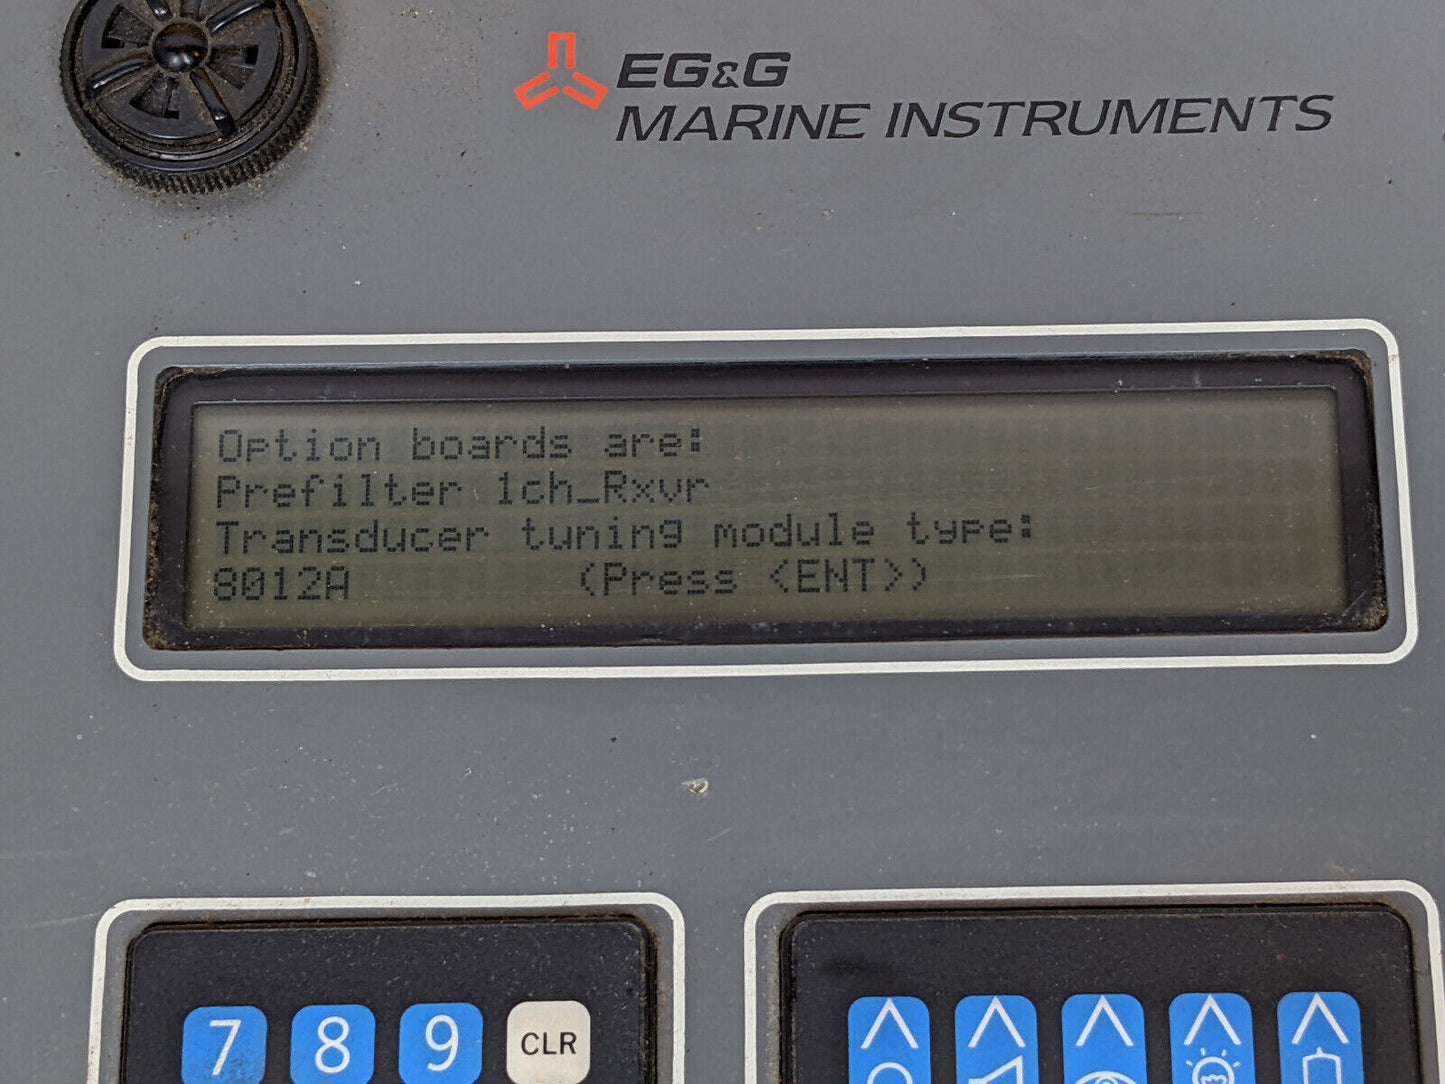 EG&G
MARINE INSTRUMENTS
Option boards are:
Prefilter 1ch_Rxvr
Transducer tuning module type:
8012A (Press <ENT>)
7 8 9 CLR